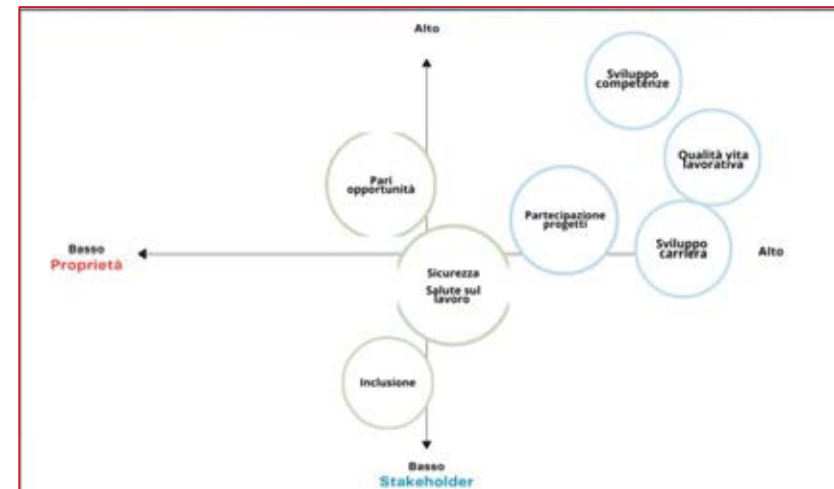 Alto
Sviluppo
competenze
Qualità vita
lavorativa
Pari
opportunità
Partecipazione
progetti
Sviluppo
carriera
Basso
Proprietà
Alto
Sicurezza
Salute sul
lavoro
Inclusione
Basso
Stakeholder